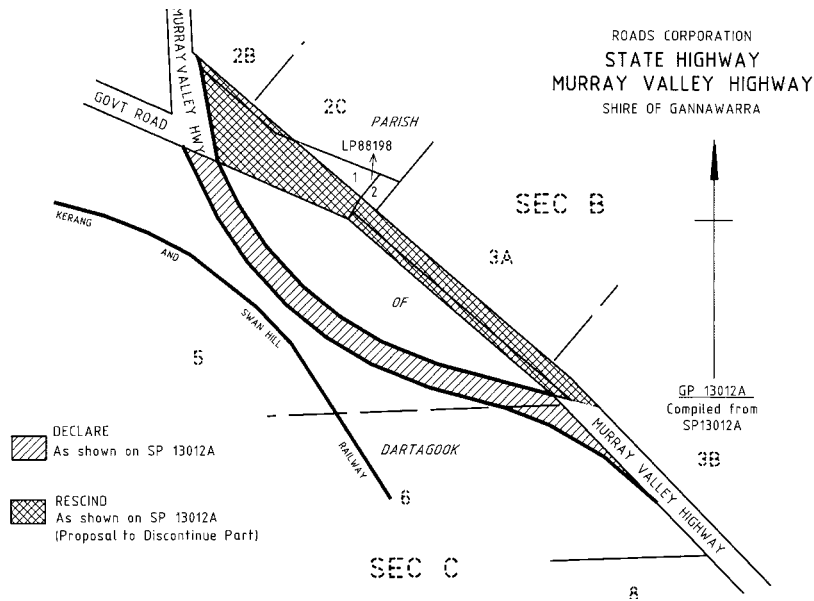 ROADS CORPORATION
STATE HIGHWAY
MURRAY VALLEY HIGHWAY
SHIRE OF GANNAWARRA
MURRAY VALLEY HWY
GOVT ROAD
2B
2C
PARISH
LP88198
1
2
SEC B
3A
KERANG
AND
SWAN HILL
RAILWAY
OF
5
GP 13012A
Compiled from
SP13012A
3B
MURRAY VALLEY HIGHWAY
DARTAGOOK
DECLARE
As shown on SP 13012A
RESCIND
As shown on SP 13012A
(Proposal to Discontinue Part)
6
SEC C
8